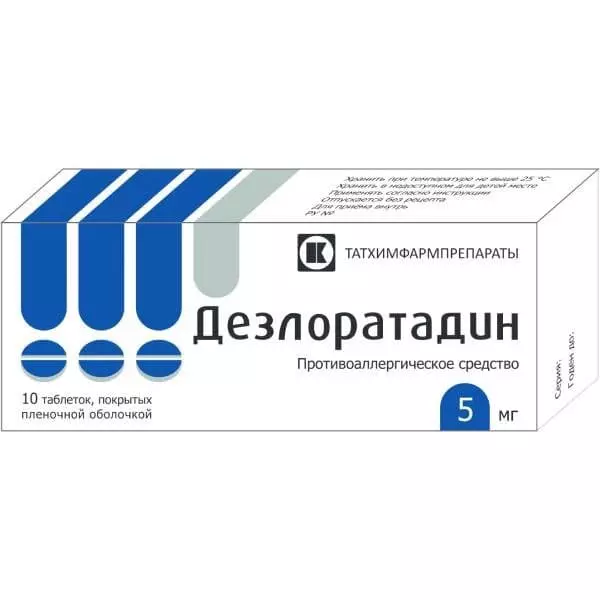 Хранить при температуре не выше 25 °С
Хранить в недоступном для детей месте
Применять согласно инструкции
Отпускается без рецепта
Для приема внутрь
РУ №
ТАТХИМФАРМПРЕПАРАТЫ
Дезлоратадин
Противоаллергическое средство
10 таблеток, покрытых
пленочной оболочкой
5 мг
Серия:
Годен до: